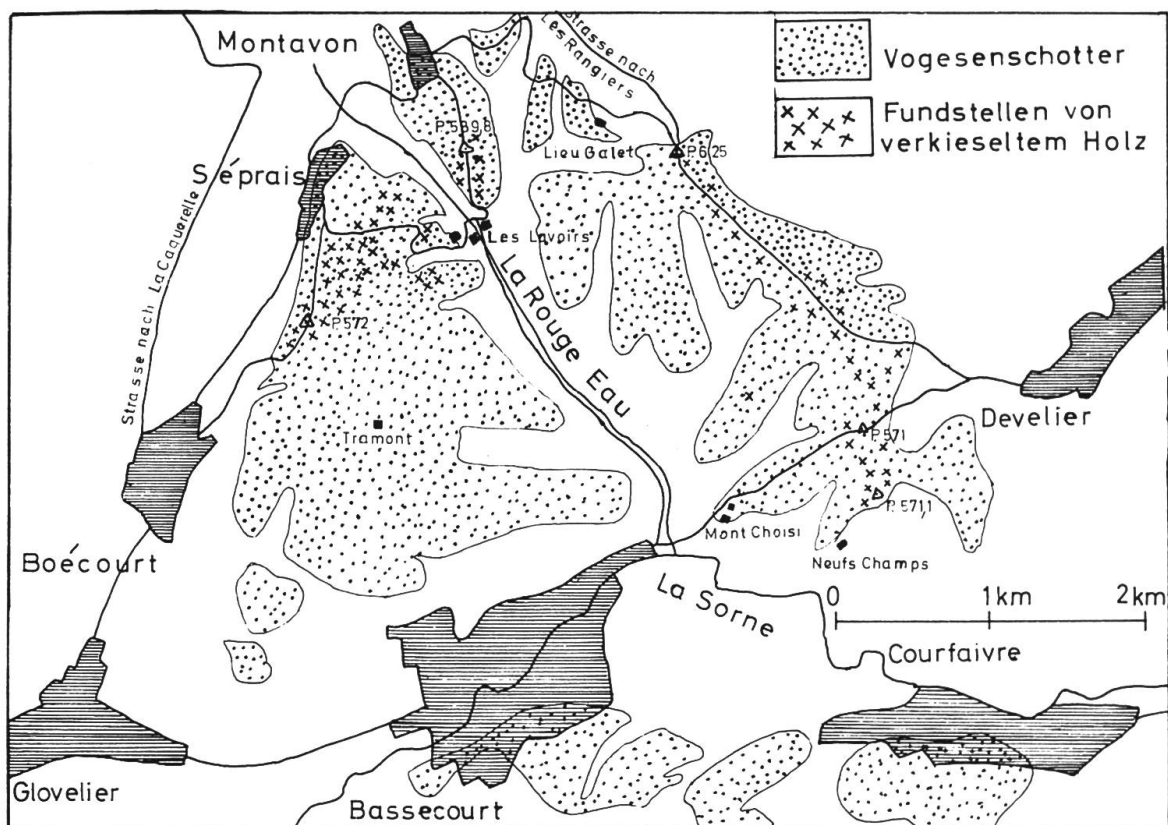 Montavon
Strasse nach
Les Rangiers
Vogesenschotter
Fundstellen von
verkieseltem Holz
P.589,8
Lieu Galet
P.625
Séprais
Strasse nach La Caquerelle
Les Lavoirs
La Rouge Eau
P.572
Tramont
Develier
P.571
P.571,1
Mont Choisi
Neufs Champs
Boécourt
La Sorne
0 1km 2km
Courfaivre
Glovelier
Bassecourt